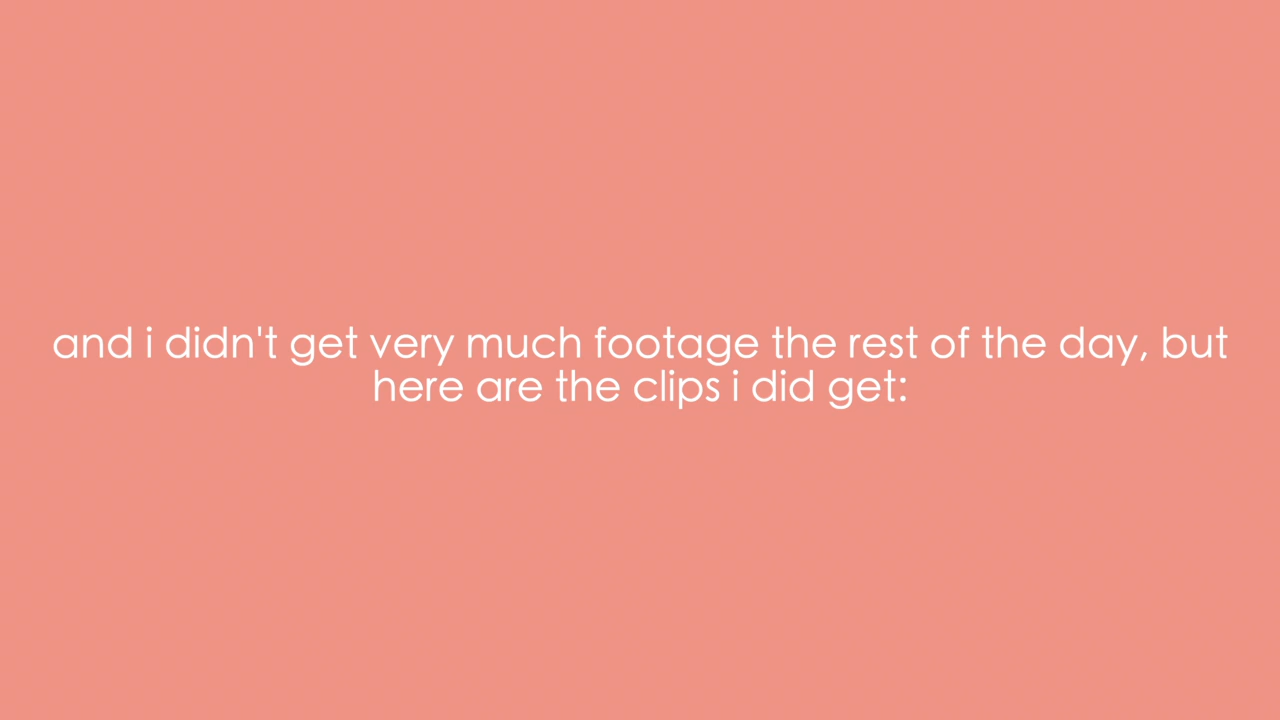 and i didn't get very much footage the rest of the day, but
here are the clips i did get: